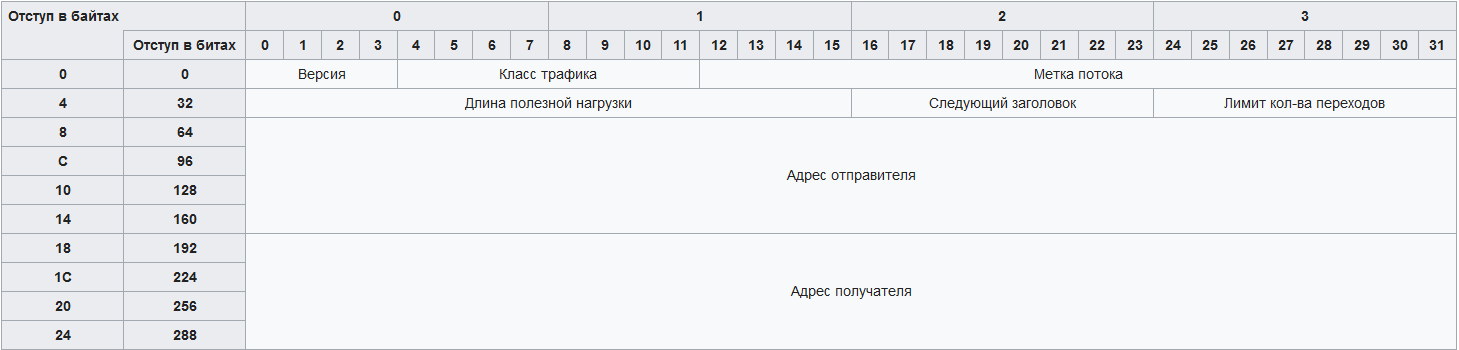 Отступ в байтах 0 1 2 3
Отступ в битах 0 1 2 3 4 5 6 7 8 9 10 11 12 13 14 15 16 17 18 19 20 21 22 23 24 25 26 27 28 29 30 31
0 0 Версия Класс трафика Метка потока
4 32 Длина полезной нагрузки Следующий заголовок Лимит кол-ва переходов
8 64
C 96
Адрес отправителя
10 128
14 160
18 192
1C 224
Адрес получателя
20 256
24 288